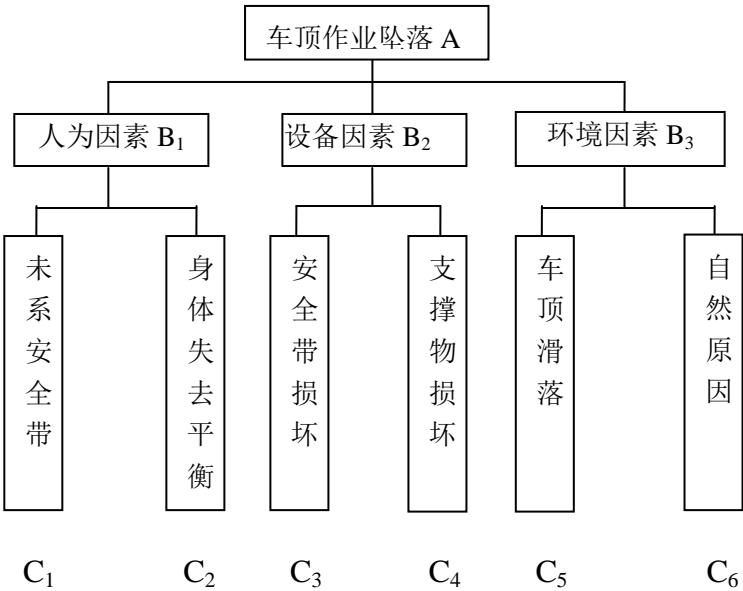 车顶作业坠落 A
人为因素 B₁
设备因素 B₂
环境因素 B₃
未系安全带
身体失去平衡
安全带损坏
支撑物损坏
车顶滑落
自然原因
C₁ C₂ C₃ C₄ C₅ C₆